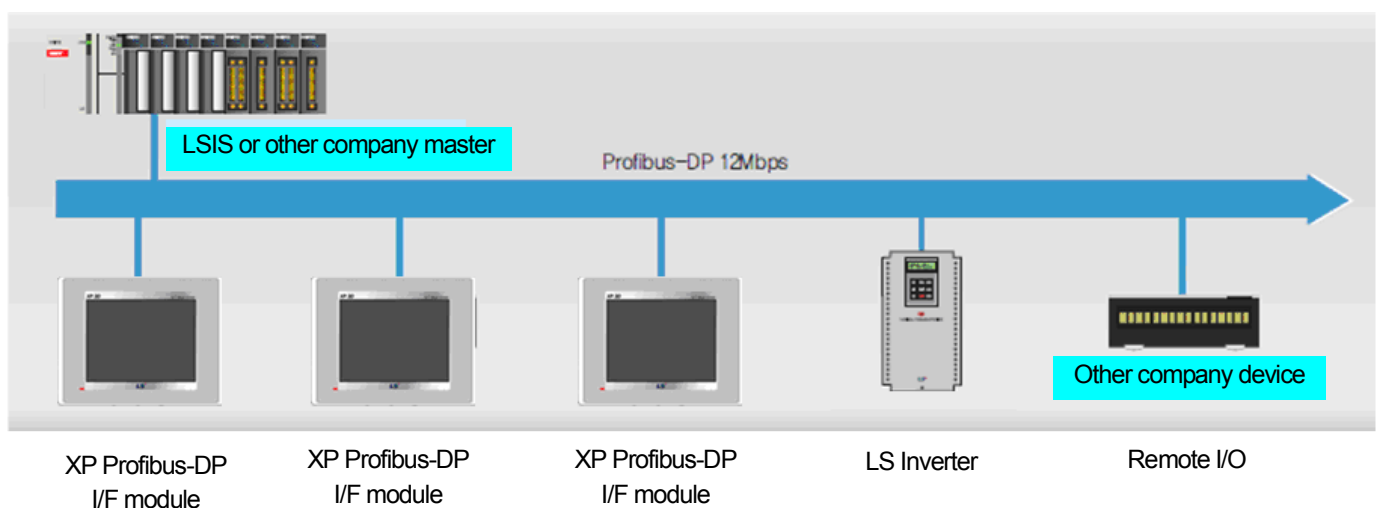 LSIS or other company master
Profibus-DP 12Mbps
Other company device
XP Profibus-DP
I/F module
XP Profibus-DP
I/F module
XP Profibus-DP
I/F module
LS Inverter
Remote I/O